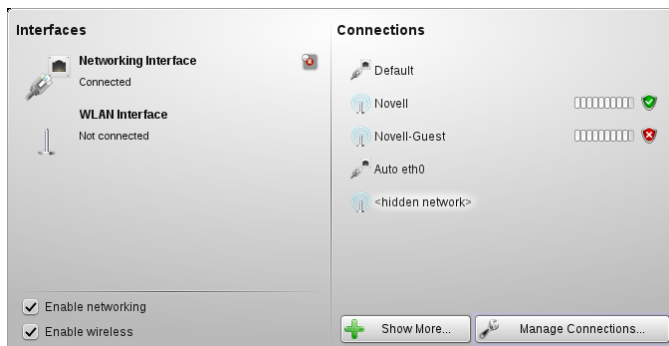 Interfaces
Networking Interface
Connected
WLAN Interface
Not connected
Enable networking
Enable wireless
Connections
Default
Novell
Novell-Guest
Auto eth0
<hidden network>
Show More...
Manage Connections...